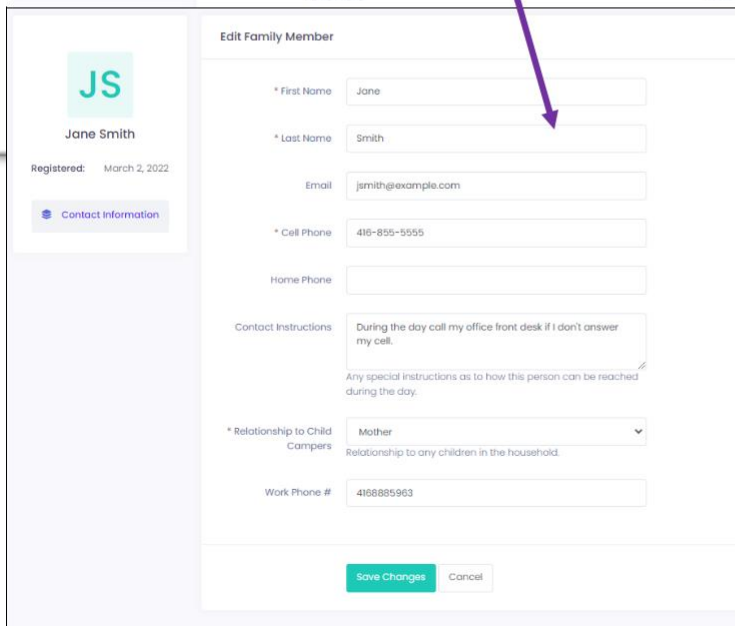 JS
Jane Smith
Registered: March 2, 2022
Contact Information
Edit Family Member
* First Name Jane
* Last Name Smith
Email jsmith@example.com
* Cell Phone 416-855-5555
Home Phone
Contact Instructions During the day call my office front desk if I don't answer
my cell.
Any special instructions as to how this person can be reached
during the day.
* Relationship to Child Mother
Campers
Relationship to any children in the household.
Work Phone # 4168885963
Save Changes Cancel